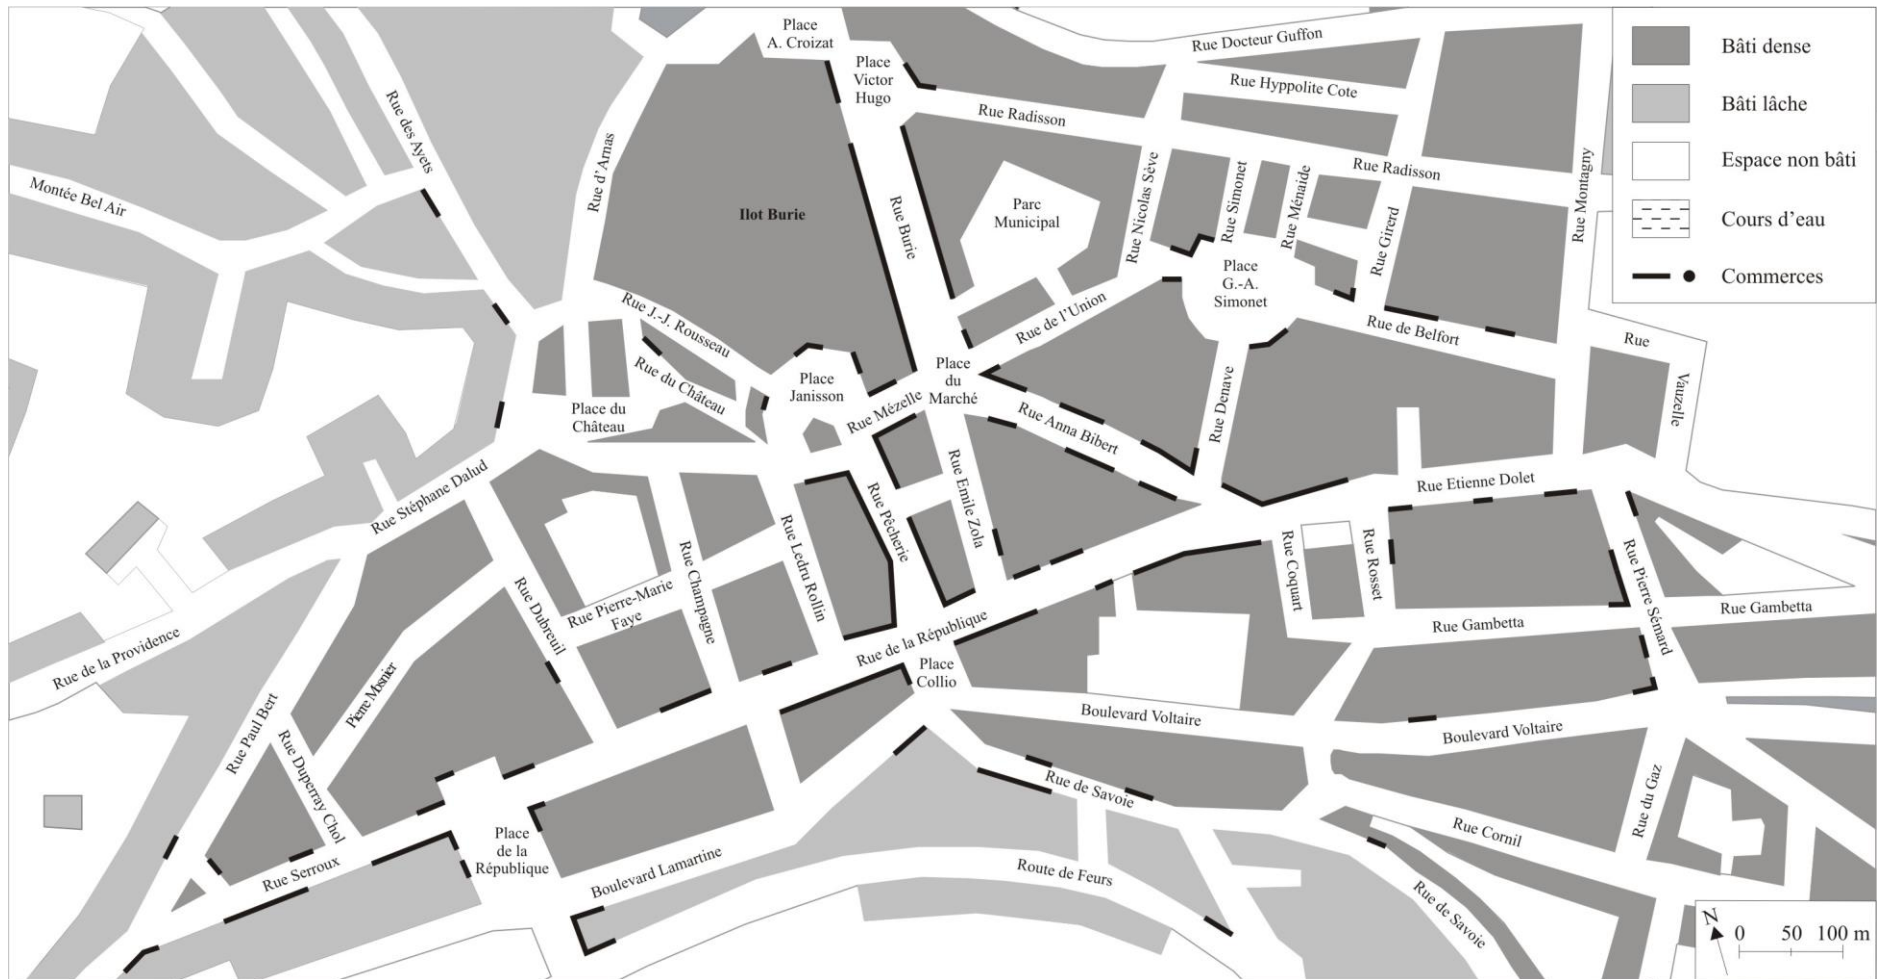 Place
A. Croizat
Place
Victor
Hugo
Rue Docteur Guffon
Rue Hyppolite Cote
Rue Radisson
Rue Radisson
Rue des Ayets
Rue d'Arnas
Montée Bel Air
Ilot Burie
Rue Burie
Parc
Municipal
Rue Nicolas Sève
Rue Simonet
Rue Ménaide
Rue Girerd
Rue Montagny
Place
G.-A.
Simonet
Rue J.-J. Rousseau
Rue de l'Union
Rue de Belfort
Rue
Vauzelle
Rue du Château
Place
Janisson
Place
du
Marché
Place du
Château
Rue Mézelle
Rue Anna Bibert
Rue Denave
Rue Stéphane Dalud
Rue Emile Zola
Rue Etienne Dolet
Rue Pêcherie
Rue Ledru Rollin
Rue Champagne
Rue Dubreuil
Rue Pierre-Marie
Faye
Rue Coquart
Rue Rosset
Rue Pierre Sémard
Rue Gambetta
Rue Gambetta
Rue de la Providence
Rue de la République
Place
Collio
Pierre Mosnier
Rue Paul Bert
Rue Duperray Chol
Boulevard Voltaire
Boulevard Voltaire
Rue de Savoie
Rue du Gaz
Rue Cornil
Rue Serroux
Place
de la
République
Boulevard Lamartine
Route de Feurs
Rue de Savoie
Bâti dense
Bâti lâche
Espace non bâti
Cours d'eau
Commerces
N
0 50 100 m